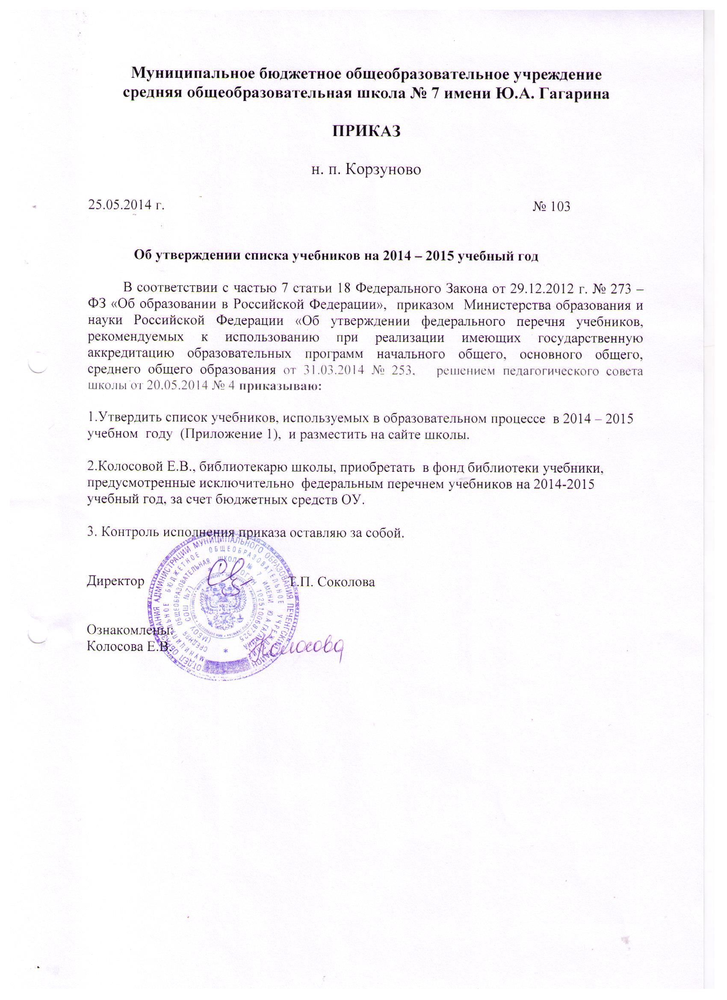 Муниципальное бюджетное общеобразовательное учреждение
средняя общеобразовательная школа № 7 имени Ю.А. Гагарина
ПРИКАЗ
н. п. Корзуново
25.05.2014 г. № 103
Об утверждении списка учебников на 2014 – 2015 учебный год
В соответствии с частью 7 статьи 18 Федерального Закона от 29.12.2012 г. № 273 –
ФЗ «Об образовании в Российской Федерации», приказом Министерства образования и
науки Российской Федерации «Об утверждении федерального перечня учебников,
рекомендуемых к использованию при реализации имеющих государственную
аккредитацию образовательных программ начального общего, основного общего,
среднего общего образования от 31.03.2014 № 253, решением педагогического совета
школы от 20.05.2014 № 4 приказываю:
1.Утвердить список учебников, используемых в образовательном процессе в 2014 – 2015
учебном году (Приложение 1), и разместить на сайте школы.
2.Колосовой Е.В., библиотекарю школы, приобретать в фонд библиотеки учебники,
предусмотренные исключительно федеральным перечнем учебников на 2014-2015
учебный год, за счет бюджетных средств ОУ.
3. Контроль исполнения приказа оставляю за собой.
Директор Т.П. Соколова
ОТДЕЛ ОБРАЗОВАНИЯ АДМИНИСТРАЦИИ МУНИЦИПАЛЬНОГО ОБРАЗОВАНИЯ ПЕЧЕНГСКИЙ РАЙОН
МУНИЦИПАЛЬНОЕ БЮДЖЕТНОЕ ОБЩЕОБРАЗОВАТЕЛЬНОЕ УЧРЕЖДЕНИЕ
СРЕДНЯЯ ОБЩЕОБРАЗОВАТЕЛЬНАЯ ШКОЛА № 7 ИМЕНИ Ю.А.ГАГАРИНА
(МБОУ СОШ №7) * ОГРН 1025100687325
Ознакомлены:
Колосова Е.В. Колосова